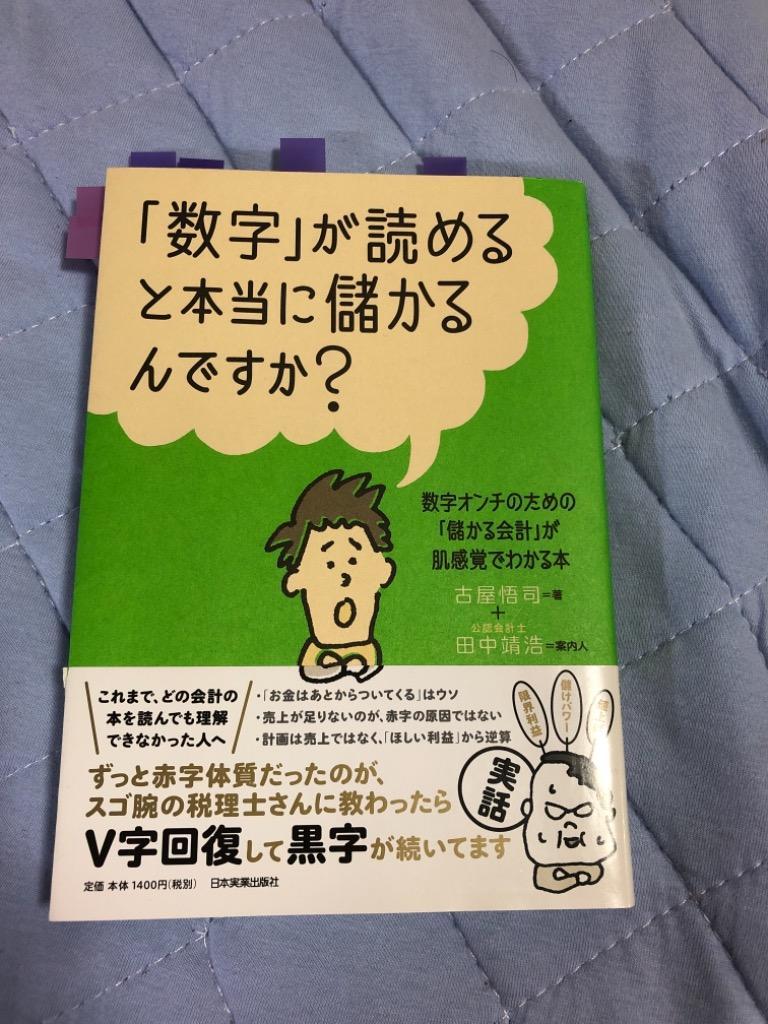 「数字」が読める
と本当に儲かる
んですか?
数字オンチのための
「儲かる会計」が
肌感覚でわかる本
古屋悟司=著
+
公認会計士
田中靖浩=案内人
これまで、どの会計の
本を読んでも理解
できなかった人へ
・「お金はあとからついてくる」はウソ
・売上が足りないのが、赤字の原因ではない
・計画は売上ではなく、「ほしい利益」から逆算
限界利益
儲けパワー
実話
ずっと赤字体質だったのが、
スゴ腕の税理士さんに教わったら
V字回復して黒字が続いてます
定価 本体1400円(税別) 日本実業出版社